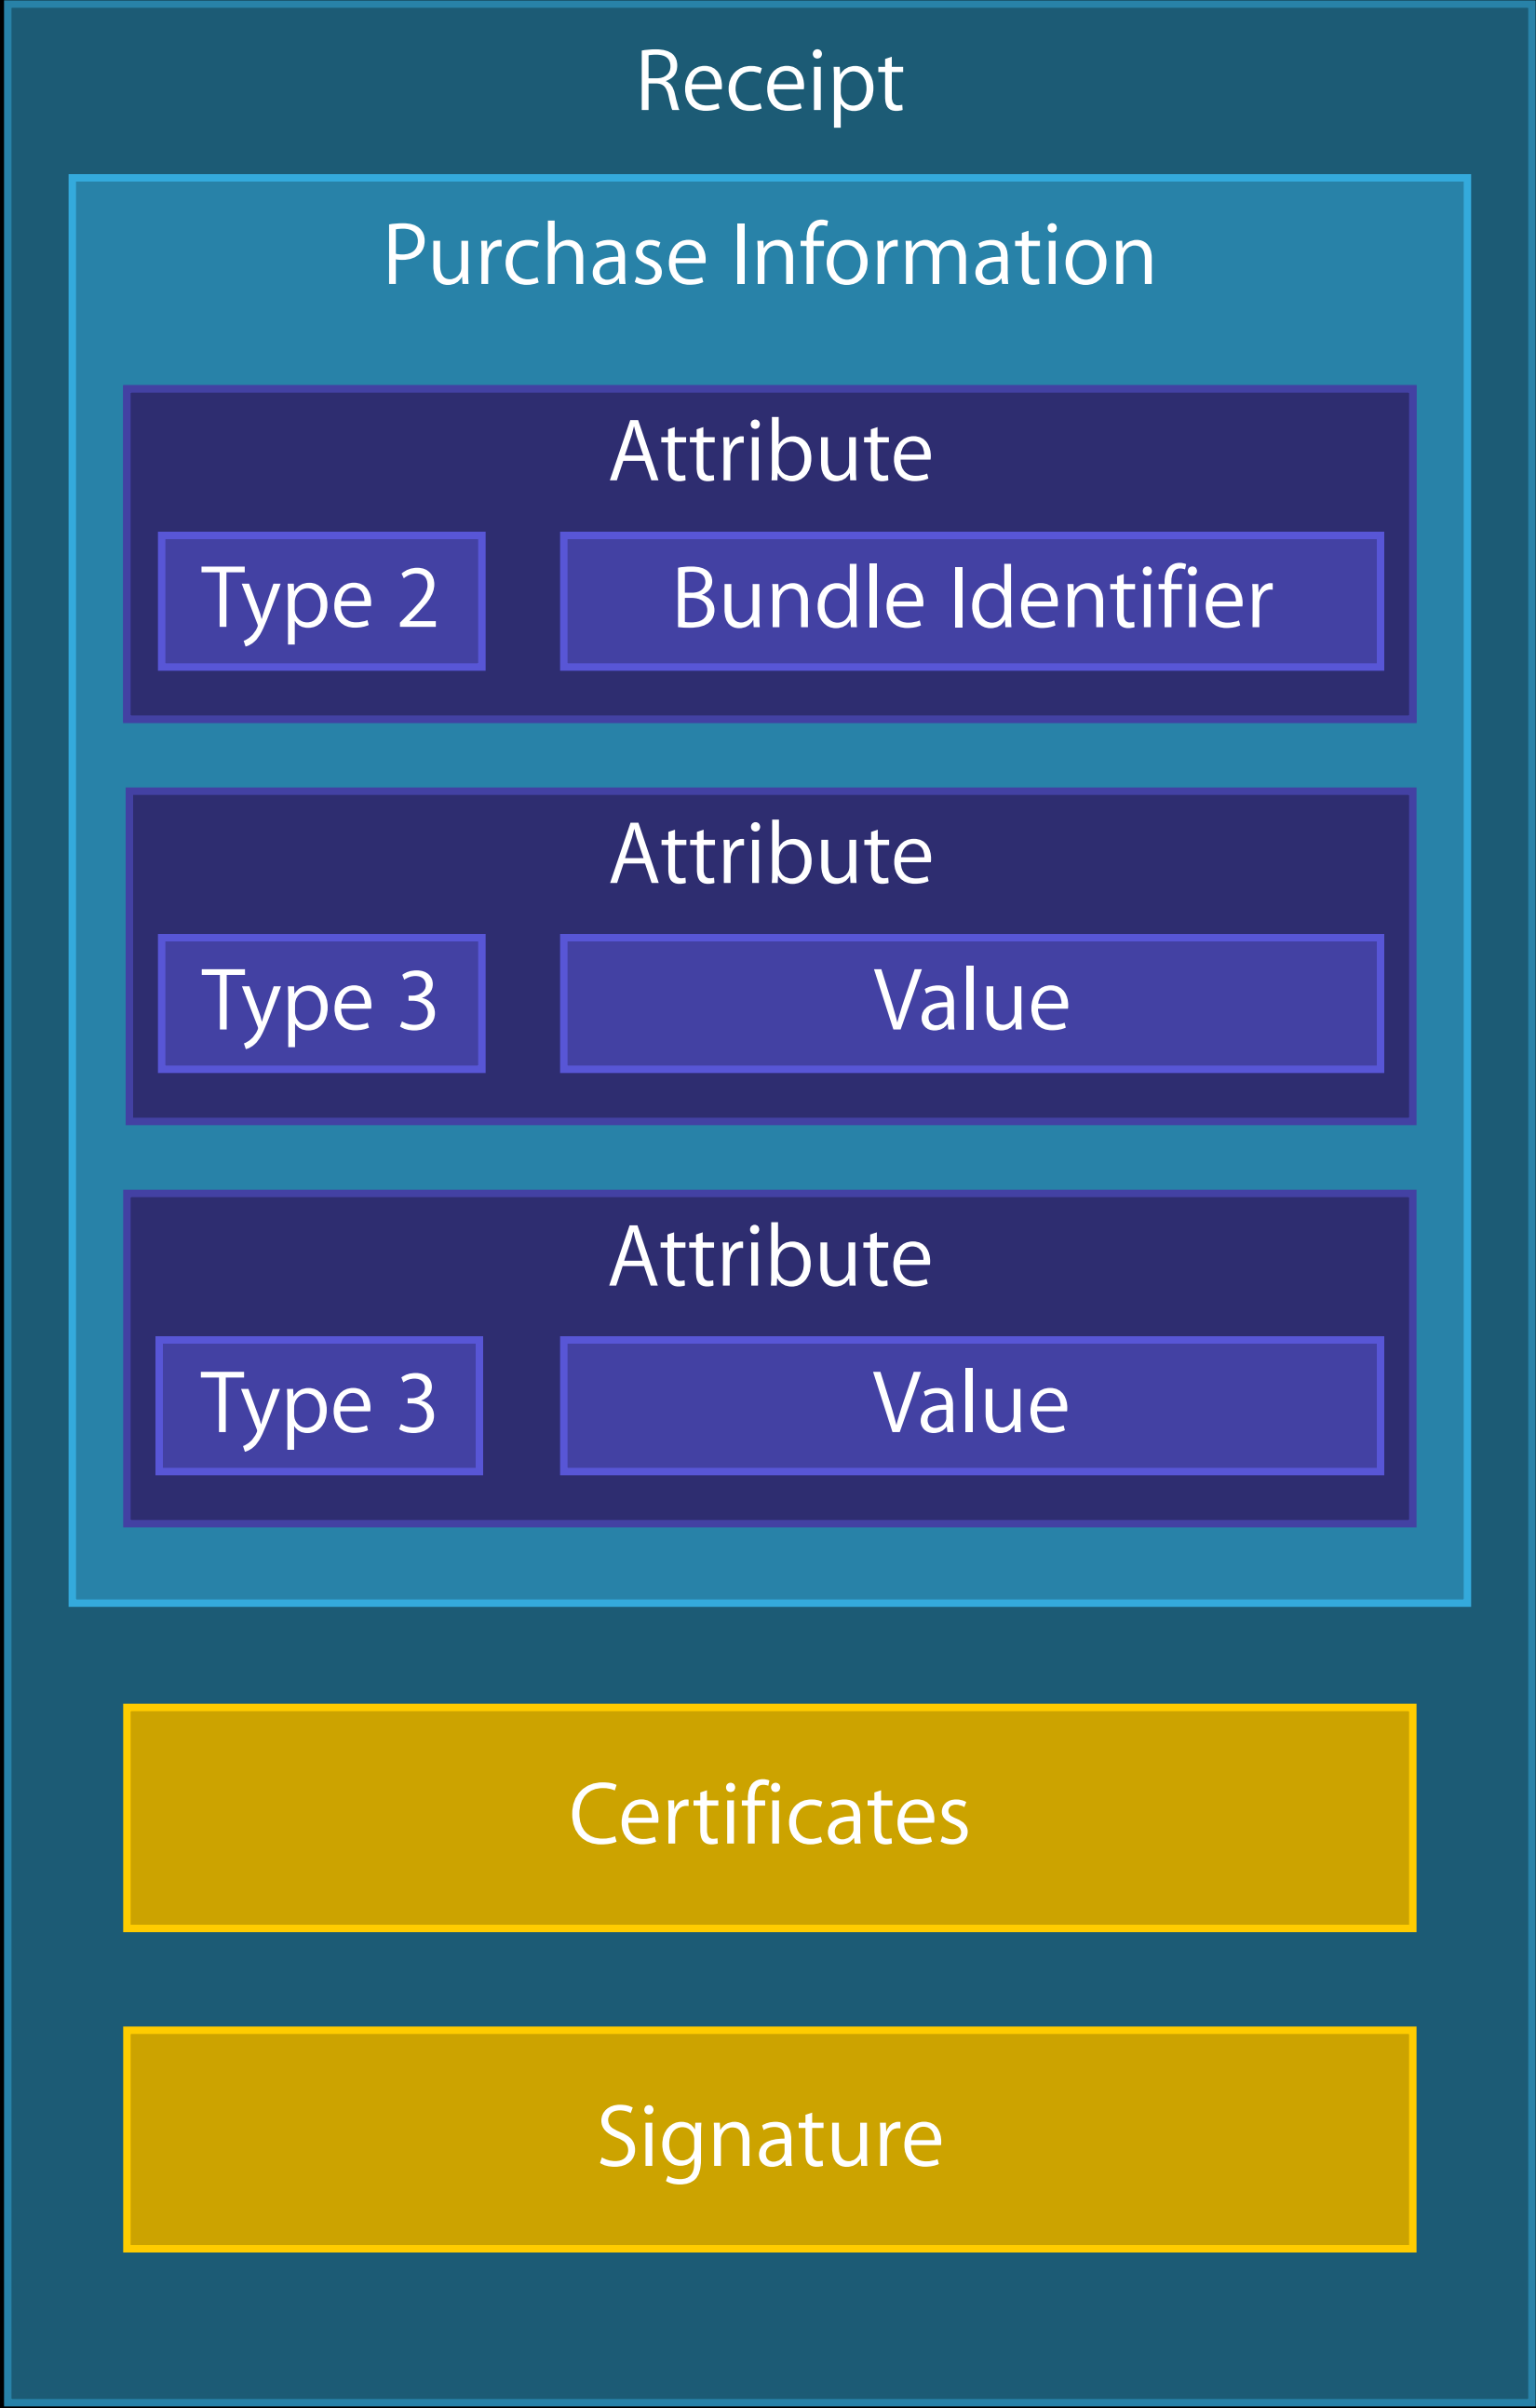 Receipt
Purchase Information
Attribute
Type 2 Bundle Identifier
Attribute
Type 3 Value
Attribute
Type 3 Value
Certificates
Signature